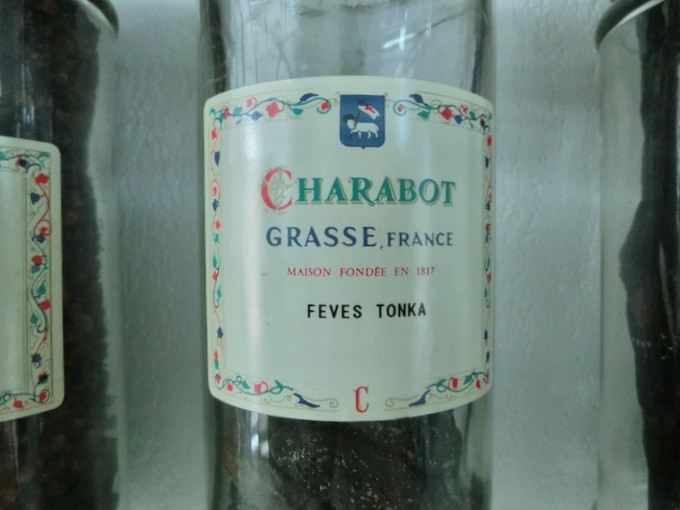 CHARABOT
GRASSE, FRANCE
MAISON FONDÉE EN 1817
FEVES TONKA
C